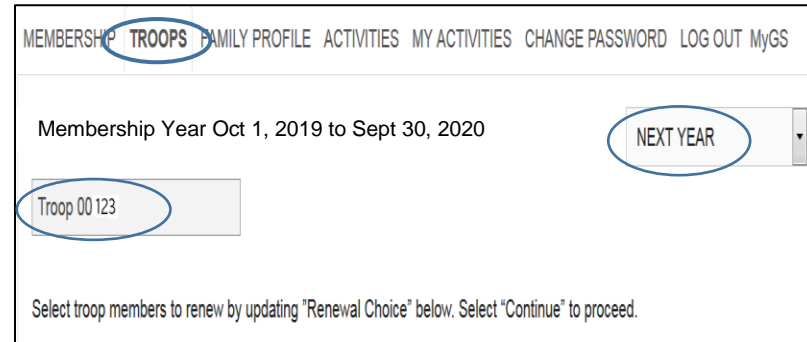 MEMBERSHIP TROOPS FAMILY PROFILE ACTIVITIES MY ACTIVITIES CHANGE PASSWORD LOG OUT MyGS
Membership Year Oct 1, 2019 to Sept 30, 2020 NEXT YEAR
Troop 00123
Select troop members to renew by updating "Renewal Choice" below. Select "Continue" to proceed.